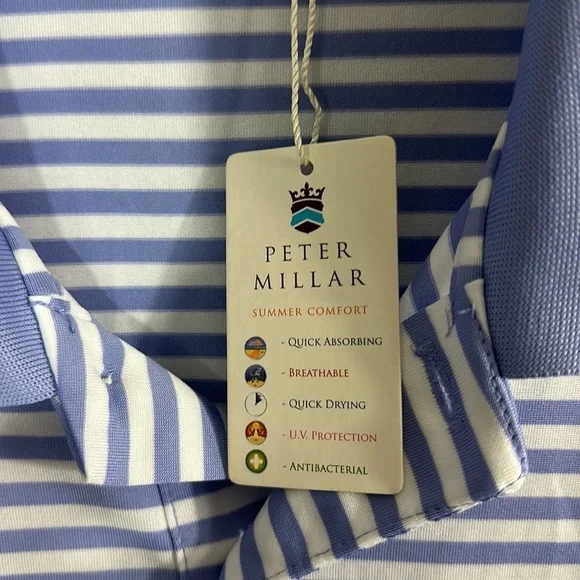 PETER
MILLAR
SUMMER COMFORT
- QUICK ABSORBING
- BREATHABLE
- QUICK DRYING
- U.V. PROTECTION
- ANTIBACTERIAL